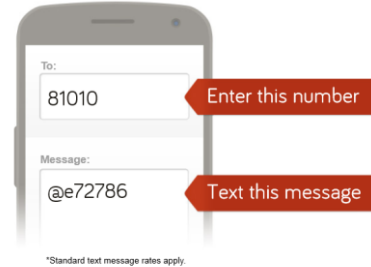 To:
81010
Enter this number
Message:
@e72786
Text this message
*Standard text message rates apply.